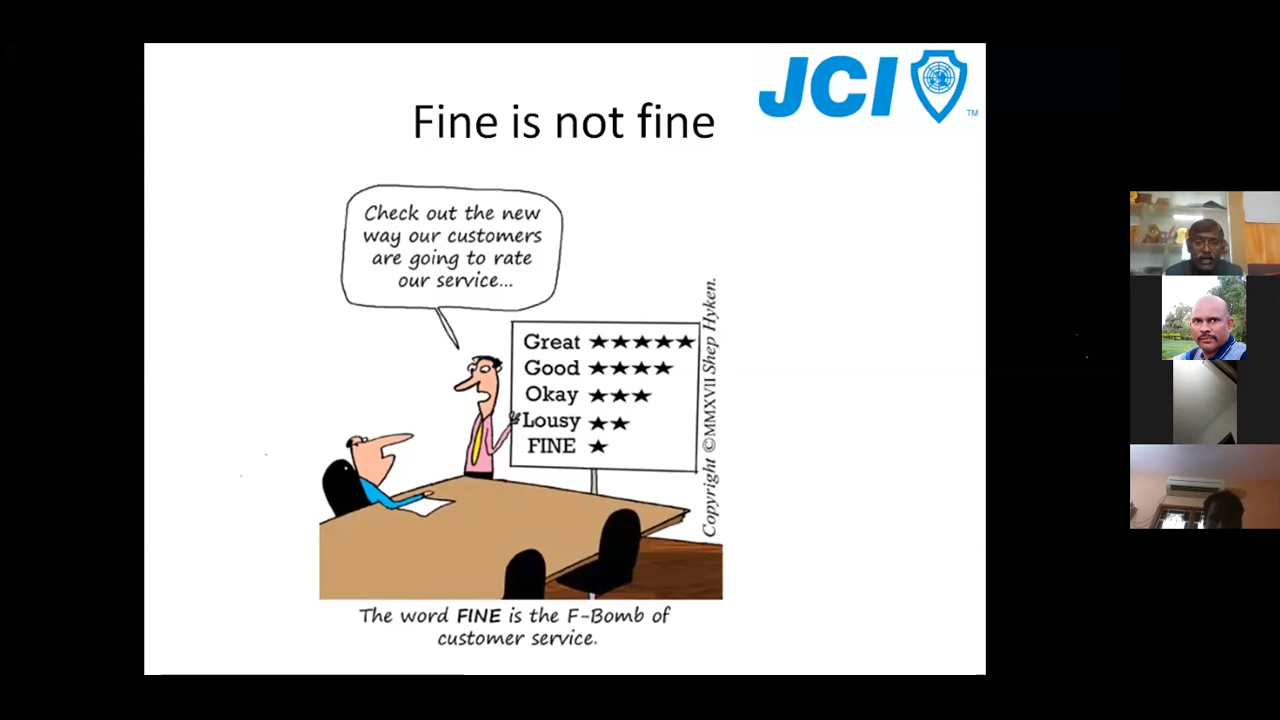 JCI
TM
Fine is not fine
Check out the new
way our customers
are going to rate
our service...
Great ★★★★★
Good ★★★★
Okay ★★★
Lousy ★★
FINE ★
Copyright ©MMXVII Shep Hyken.
The word FINE is the F-Bomb of
customer service.